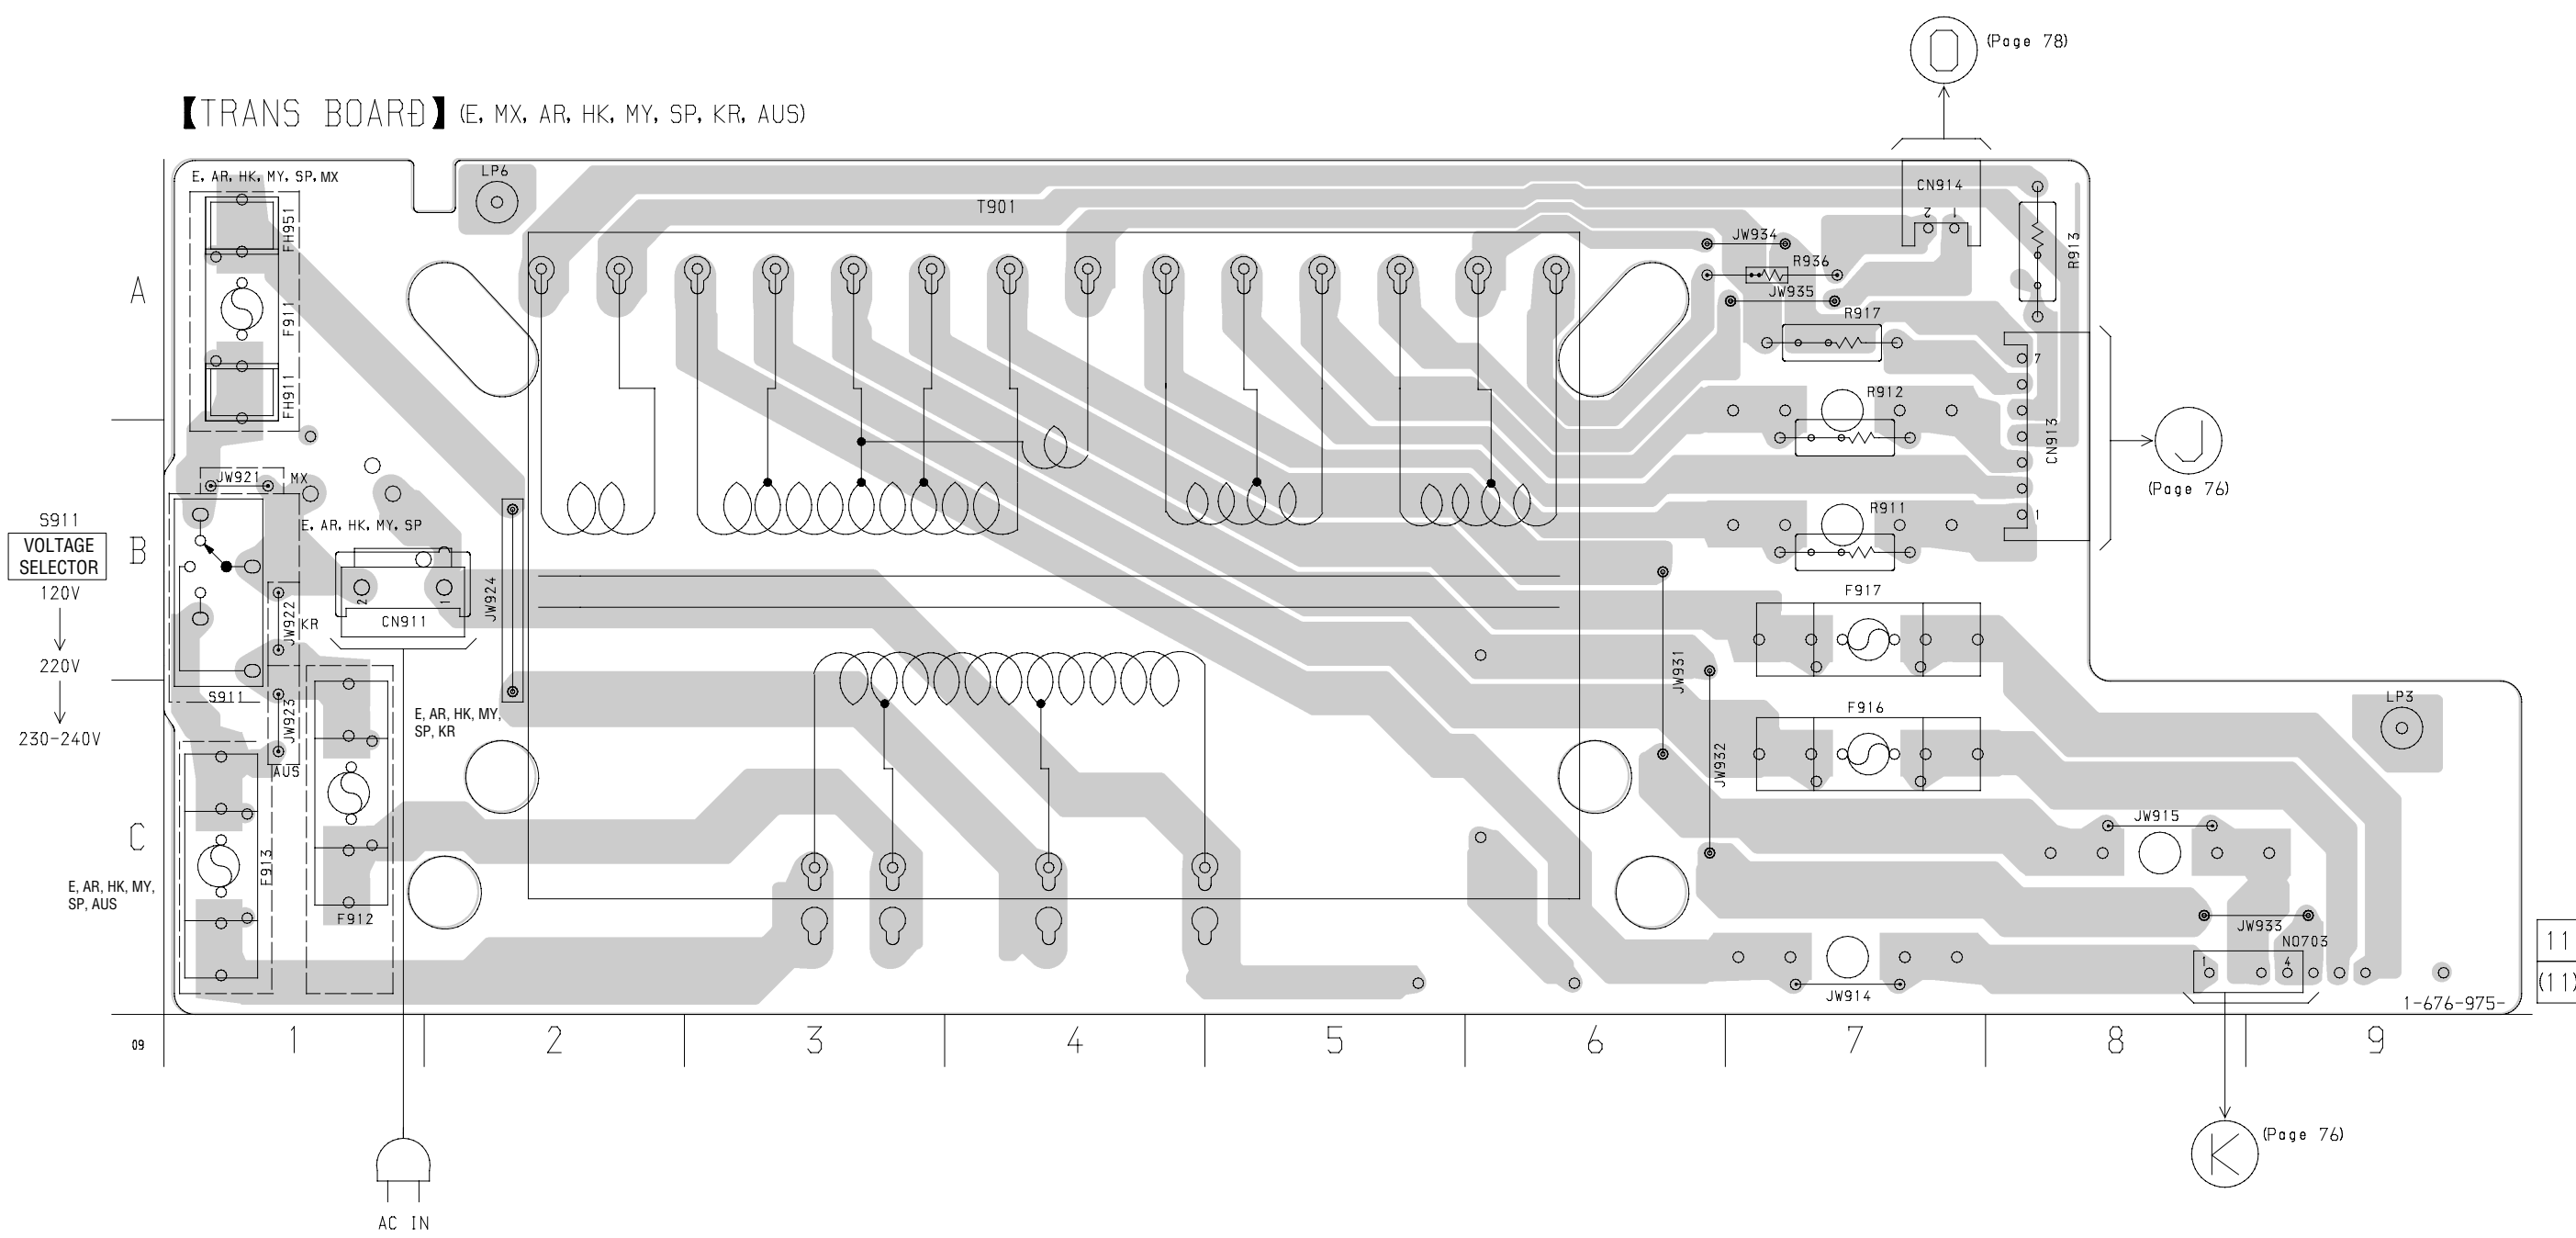 O
(Page 78)
【TRANS BOARD】 (E, MX, AR, HK, MY, SP, KR, AUS)
E, AR, HK, MY, SP, MX
LP6
T901
CN914
2 1
FH951
JW934
R913
R936
A
F911
JW935
R917
7
FH911
R912
CN913
J
JW921
MX
(Page 76)
R911
1
S911
E, AR, HK, MY, SP
VOLTAGE
SELECTOR
B
120V
JW924
F917
2 1
JW922
KR
CN911
220V
JW931
S911
LP3
JW923
E, AR, HK, MY,
SP, KR
F916
230-240V
JW932
AUS
JW915
C
F913
E, AR, HK, MY,
SP, AUS
F912
JW933
NO703
1 4
11
(11)
JW914
1-676-975-
09
1 2 3 4 5 6 7 8 9
K
(Page 76)
AC IN